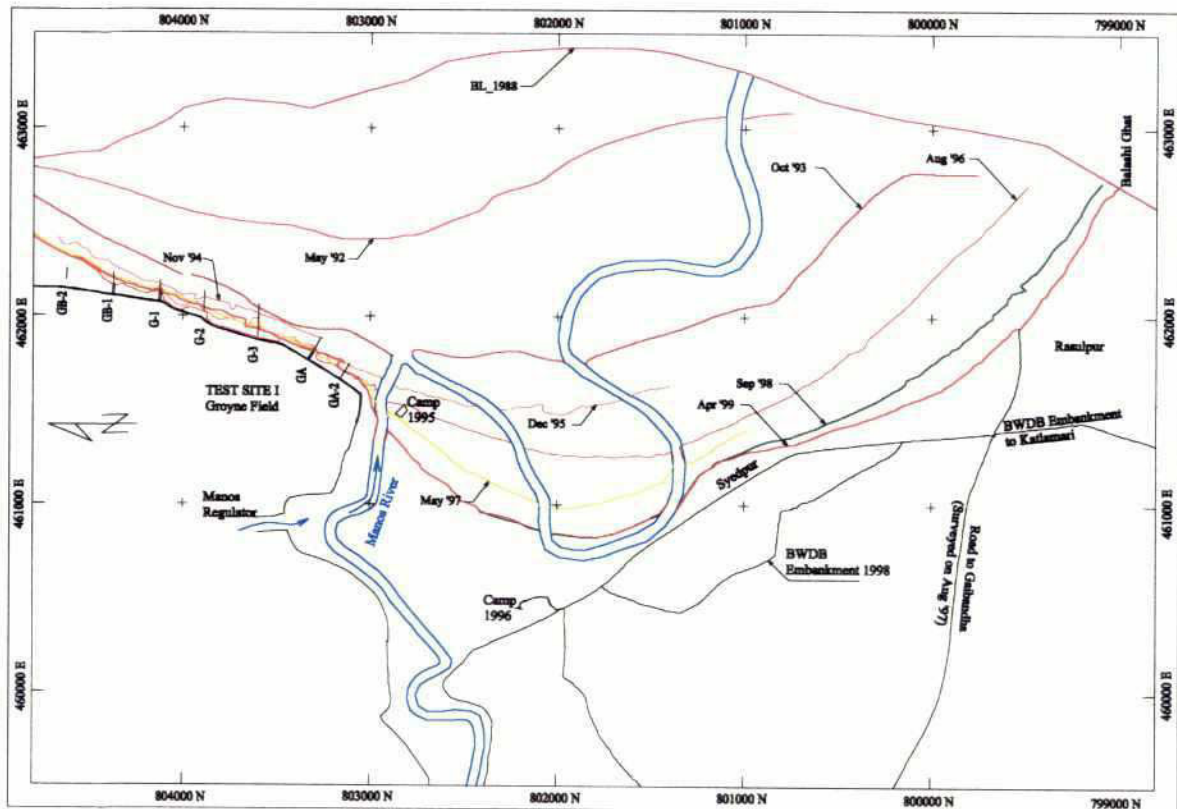 804000 N
803000 N
802000 N
801000 N
800000 N
799000 N
BL_1988
463000 E
463000 E
Oct '93
Aug '96
Balashi Ghat
Nov '94
May '92
GB-2
GB-1
G-1
G-2
G-3
GA
GA-2
462000 E
462000 E
Rasulpur
TEST SITE I
Groyne Field
Camp
1995
Dec '95
Sep '98
Apr '99
BWDB Embankment
to Katlamari
N
Syedpur
May '97
Manos
Regulator
Manos River
461000 E
461000 E
BWDB
Embankment 1998
Road to Gaibandha
(Surveyed on Aug '97)
Camp
1996
460000 E
460000 E
804000 N
803000 N
802000 N
801000 N
800000 N
799000 N